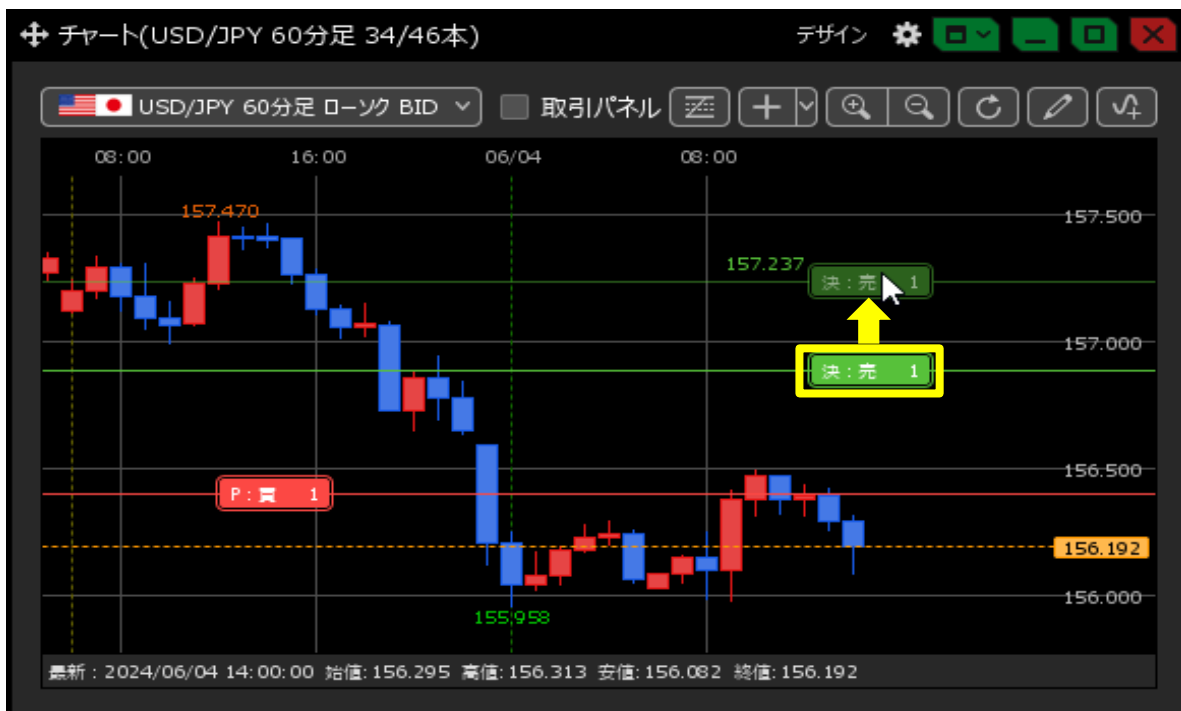 チャート(USD/JPY 60分足 34/46本)
デザイン
USD/JPY 60分足 ローソク BID
取引パネル
08:00 16:00 06/04 08:00
157.470
157.500
157.237
決:売 1
157.000
決:売 1
156.500
P:買 1
156.192
156.000
155.958
最新:2024/06/04 14:00:00 始値:156.295 高値:156.313 安値:156.082 終値:156.192